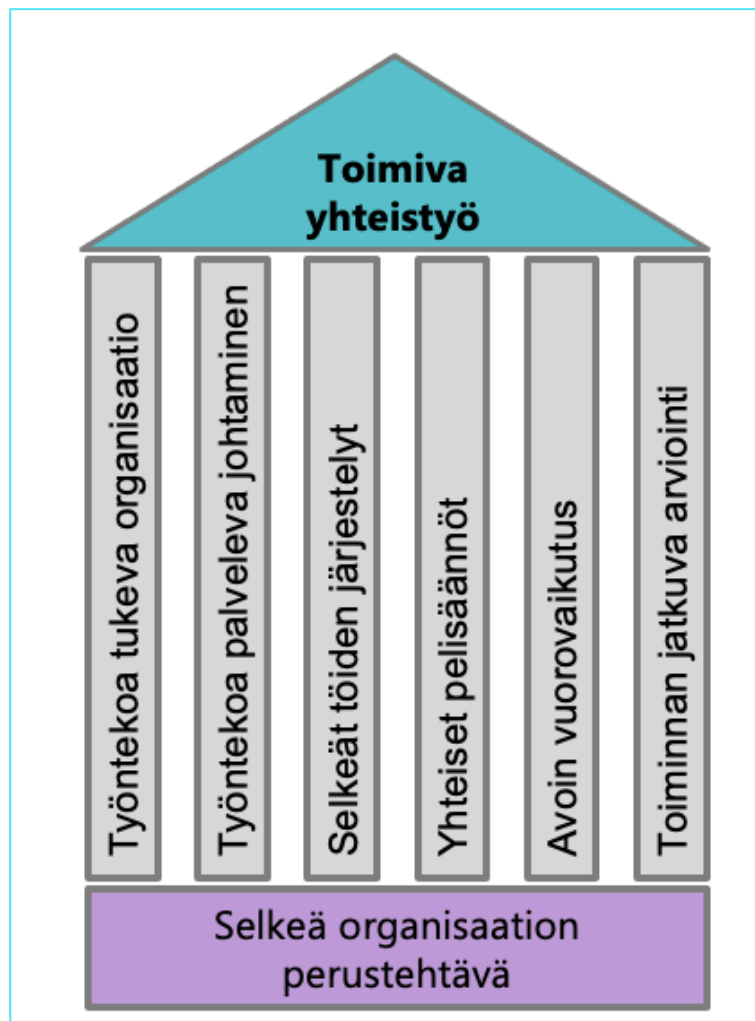 Toimiva
yhteistyö
Työntekoa tukeva organisaatio
Työntekoa palveleva johtaminen
Selkeät töiden järjestelyt
Yhteiset pelisäännöt
Avoin vuorovaikutus
Toiminnan jatkuva arviointi
Selkeä organisaation
perustehtävä